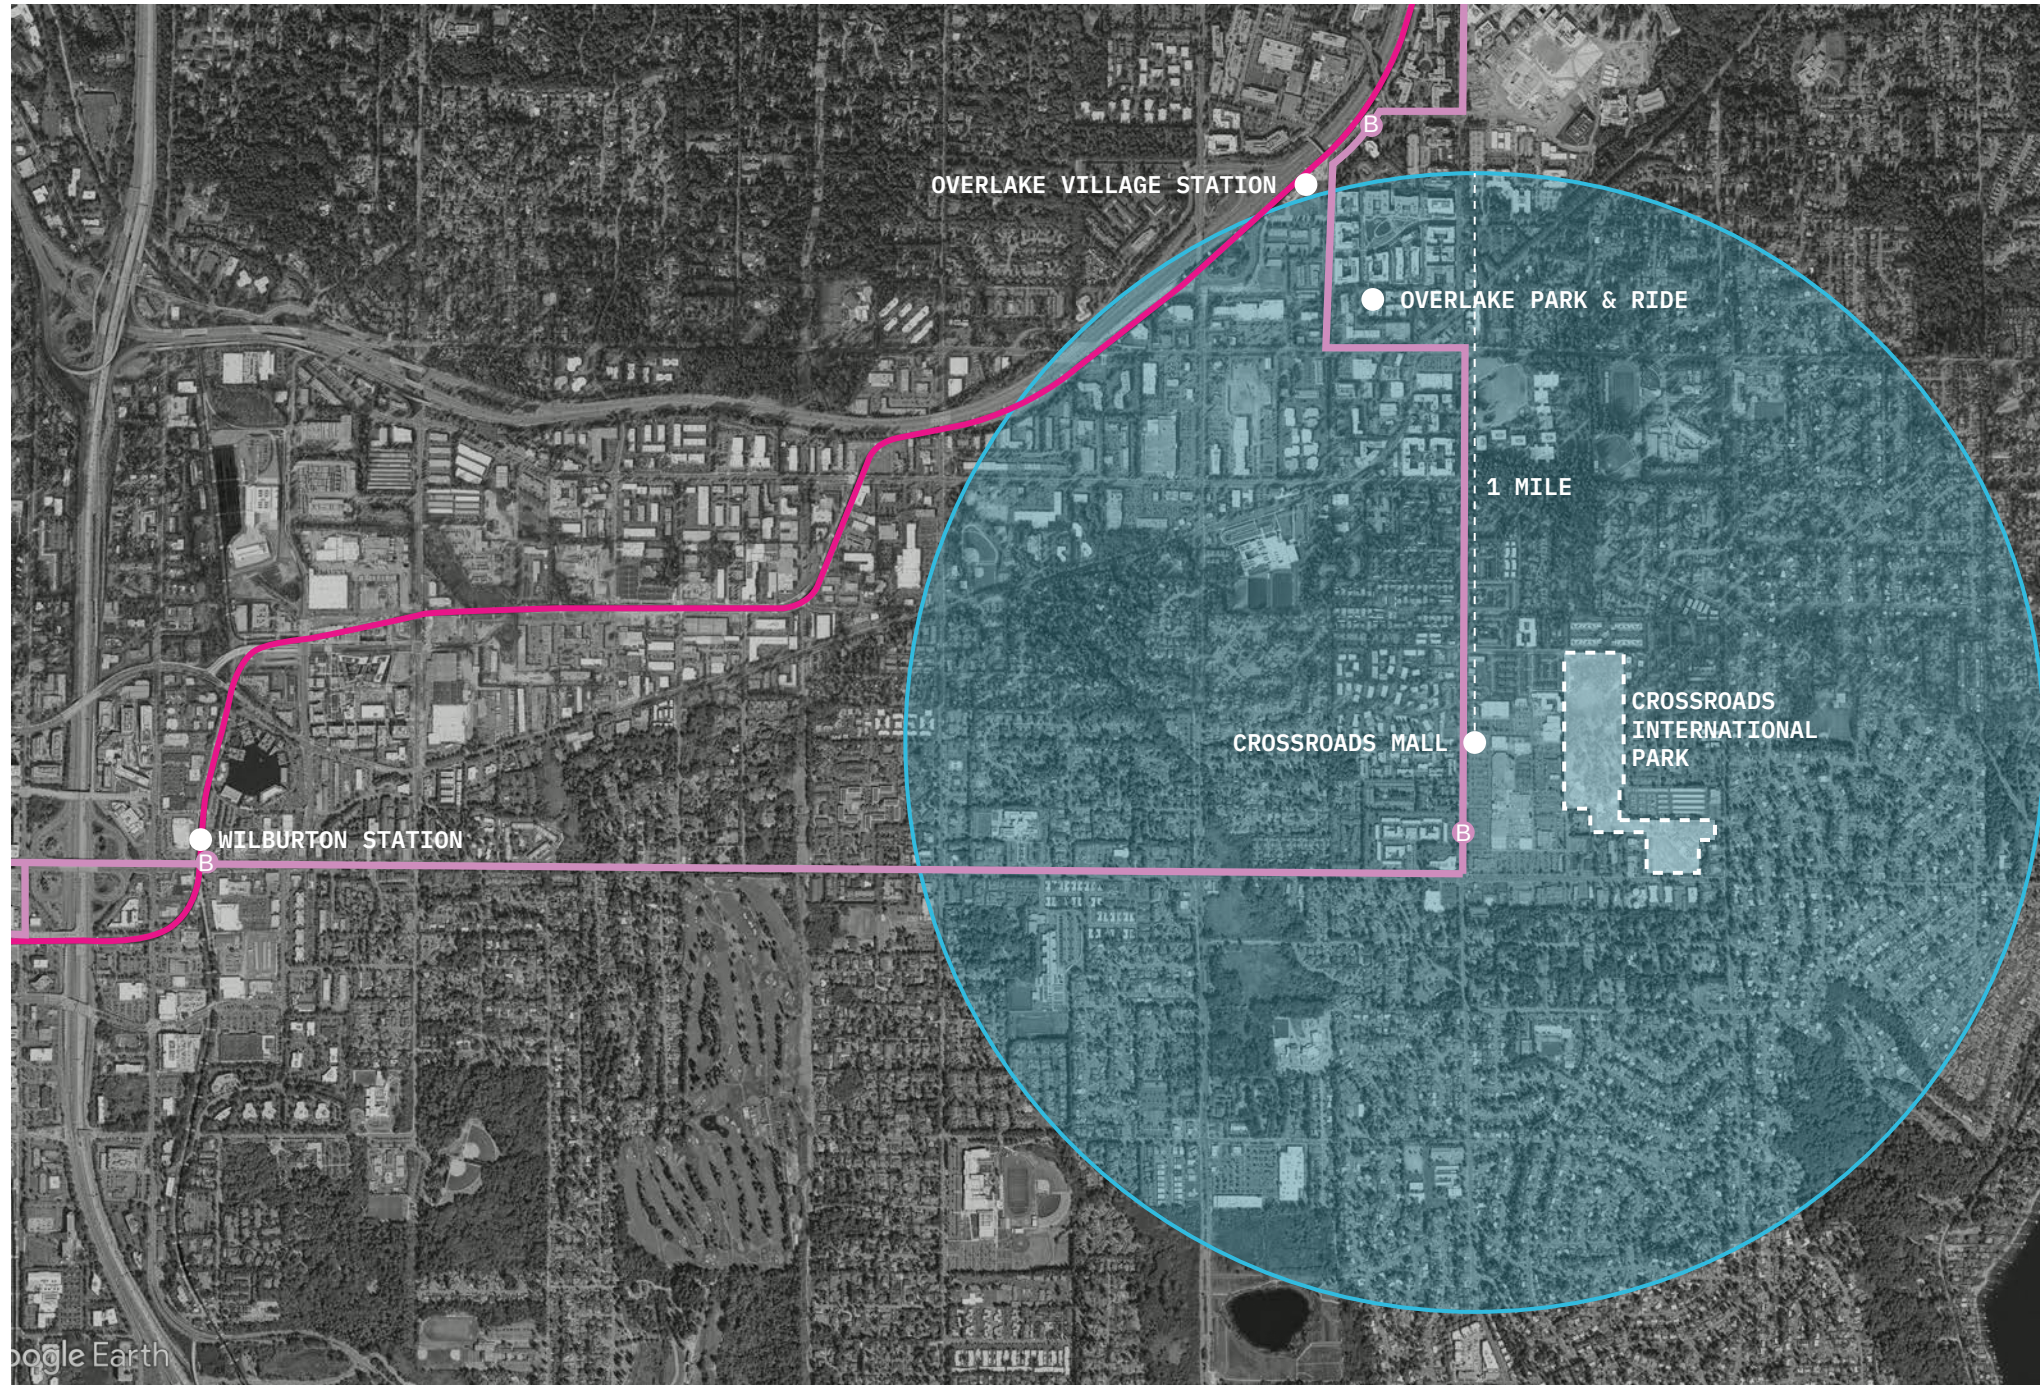 B
OVERLAKE VILLAGE STATION
OVERLAKE PARK & RIDE
1 MILE
CROSSROADS
INTERNATIONAL
PARK
CROSSROADS MALL
B
WILBURTON STATION
B
oogle Earth